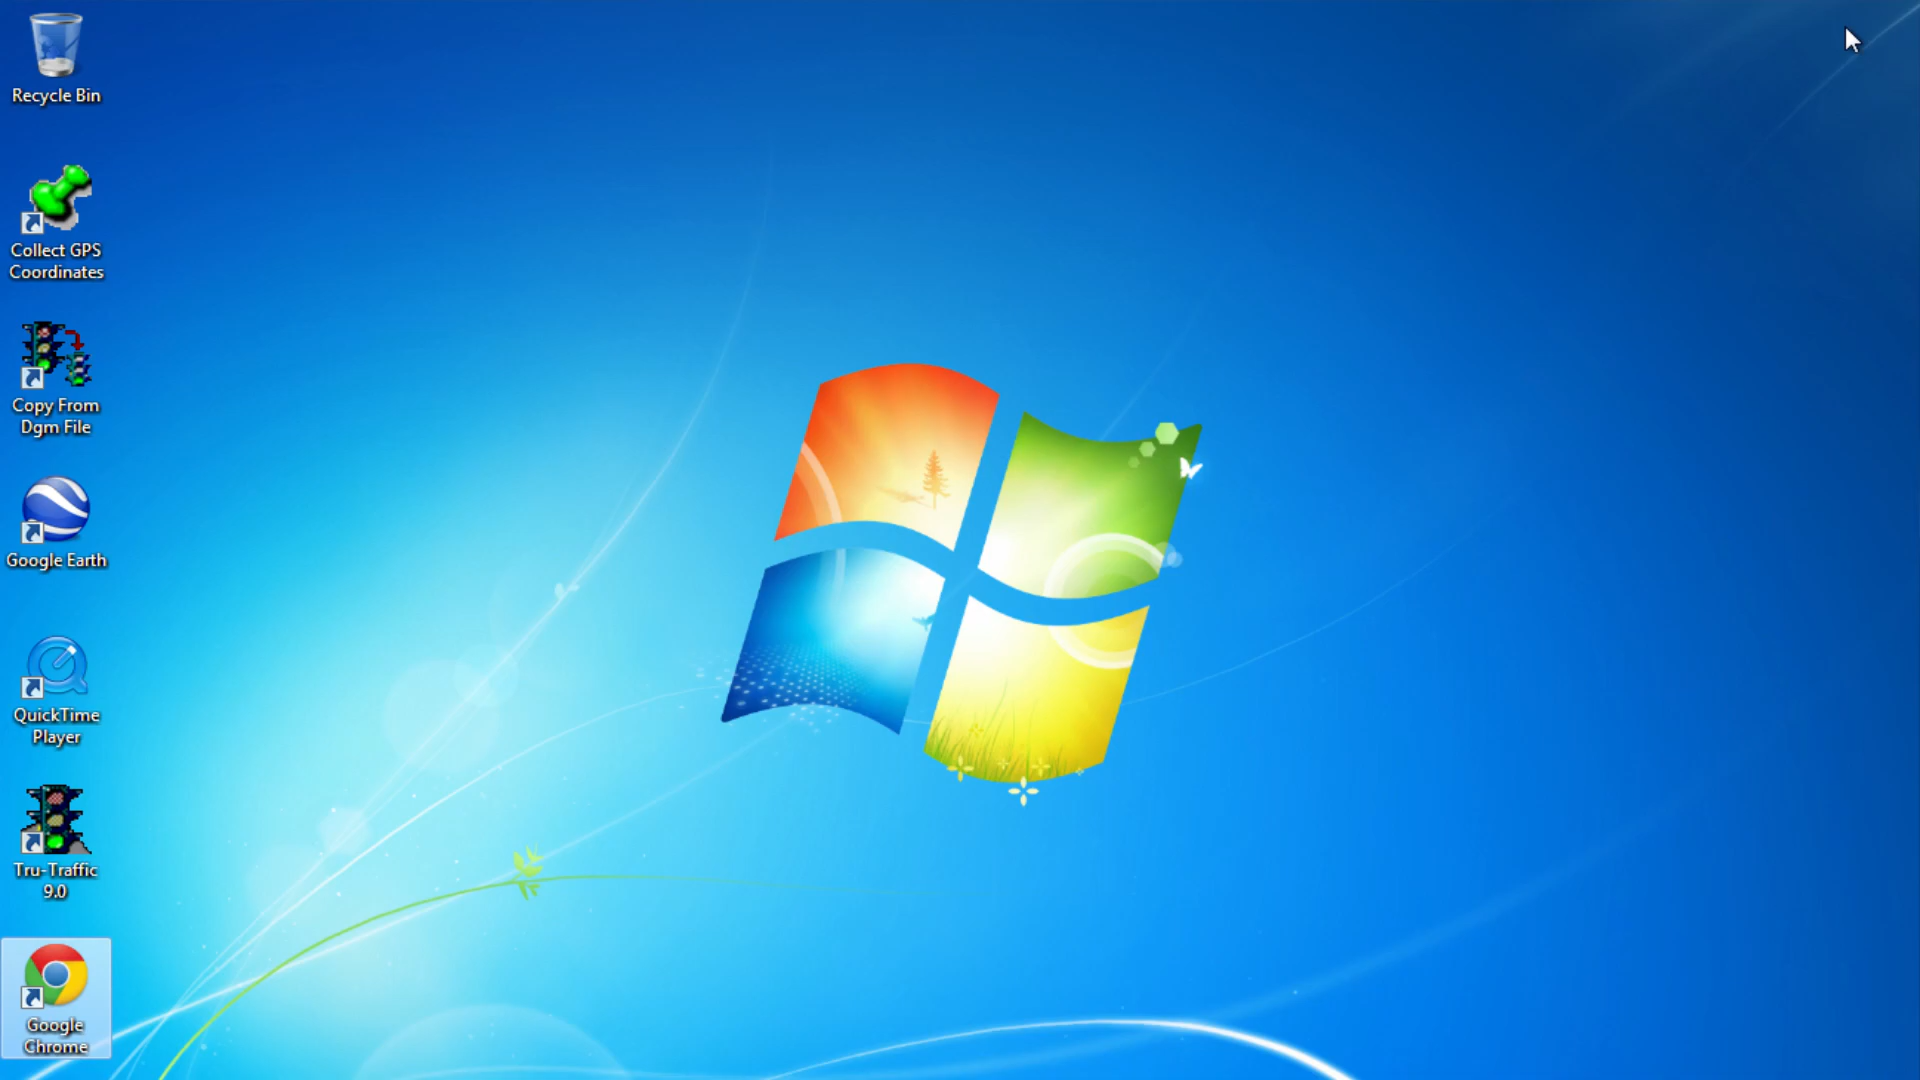 Recycle Bin
Collect GPS
Coordinates
Copy From
Dgm File
Google Earth
QuickTime
Player
Tru-Traffic
9.0
Google
Chrome